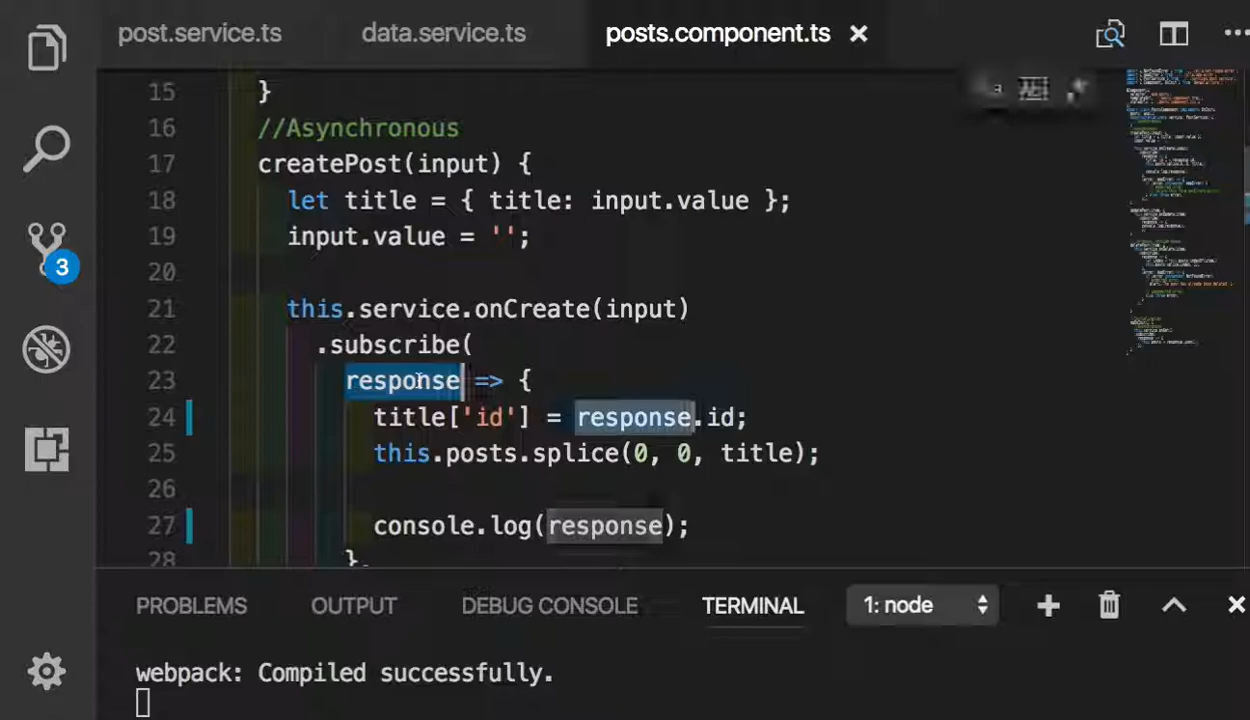 post.service.ts data.service.ts posts.component.ts
15 }
16 //Asynchronous
17 createPost(input) {
18 let title = { title: input.value };
19 input.value = '';
20
21 this.service.onCreate(input)
22 .subscribe(
23 response => {
24 title['id'] = response.id;
25 this.posts.splice(0, 0, title);
26
27 console.log(response);
28 },
3
PROBLEMS OUTPUT DEBUG CONSOLE TERMINAL 1: node
webpack: Compiled successfully.